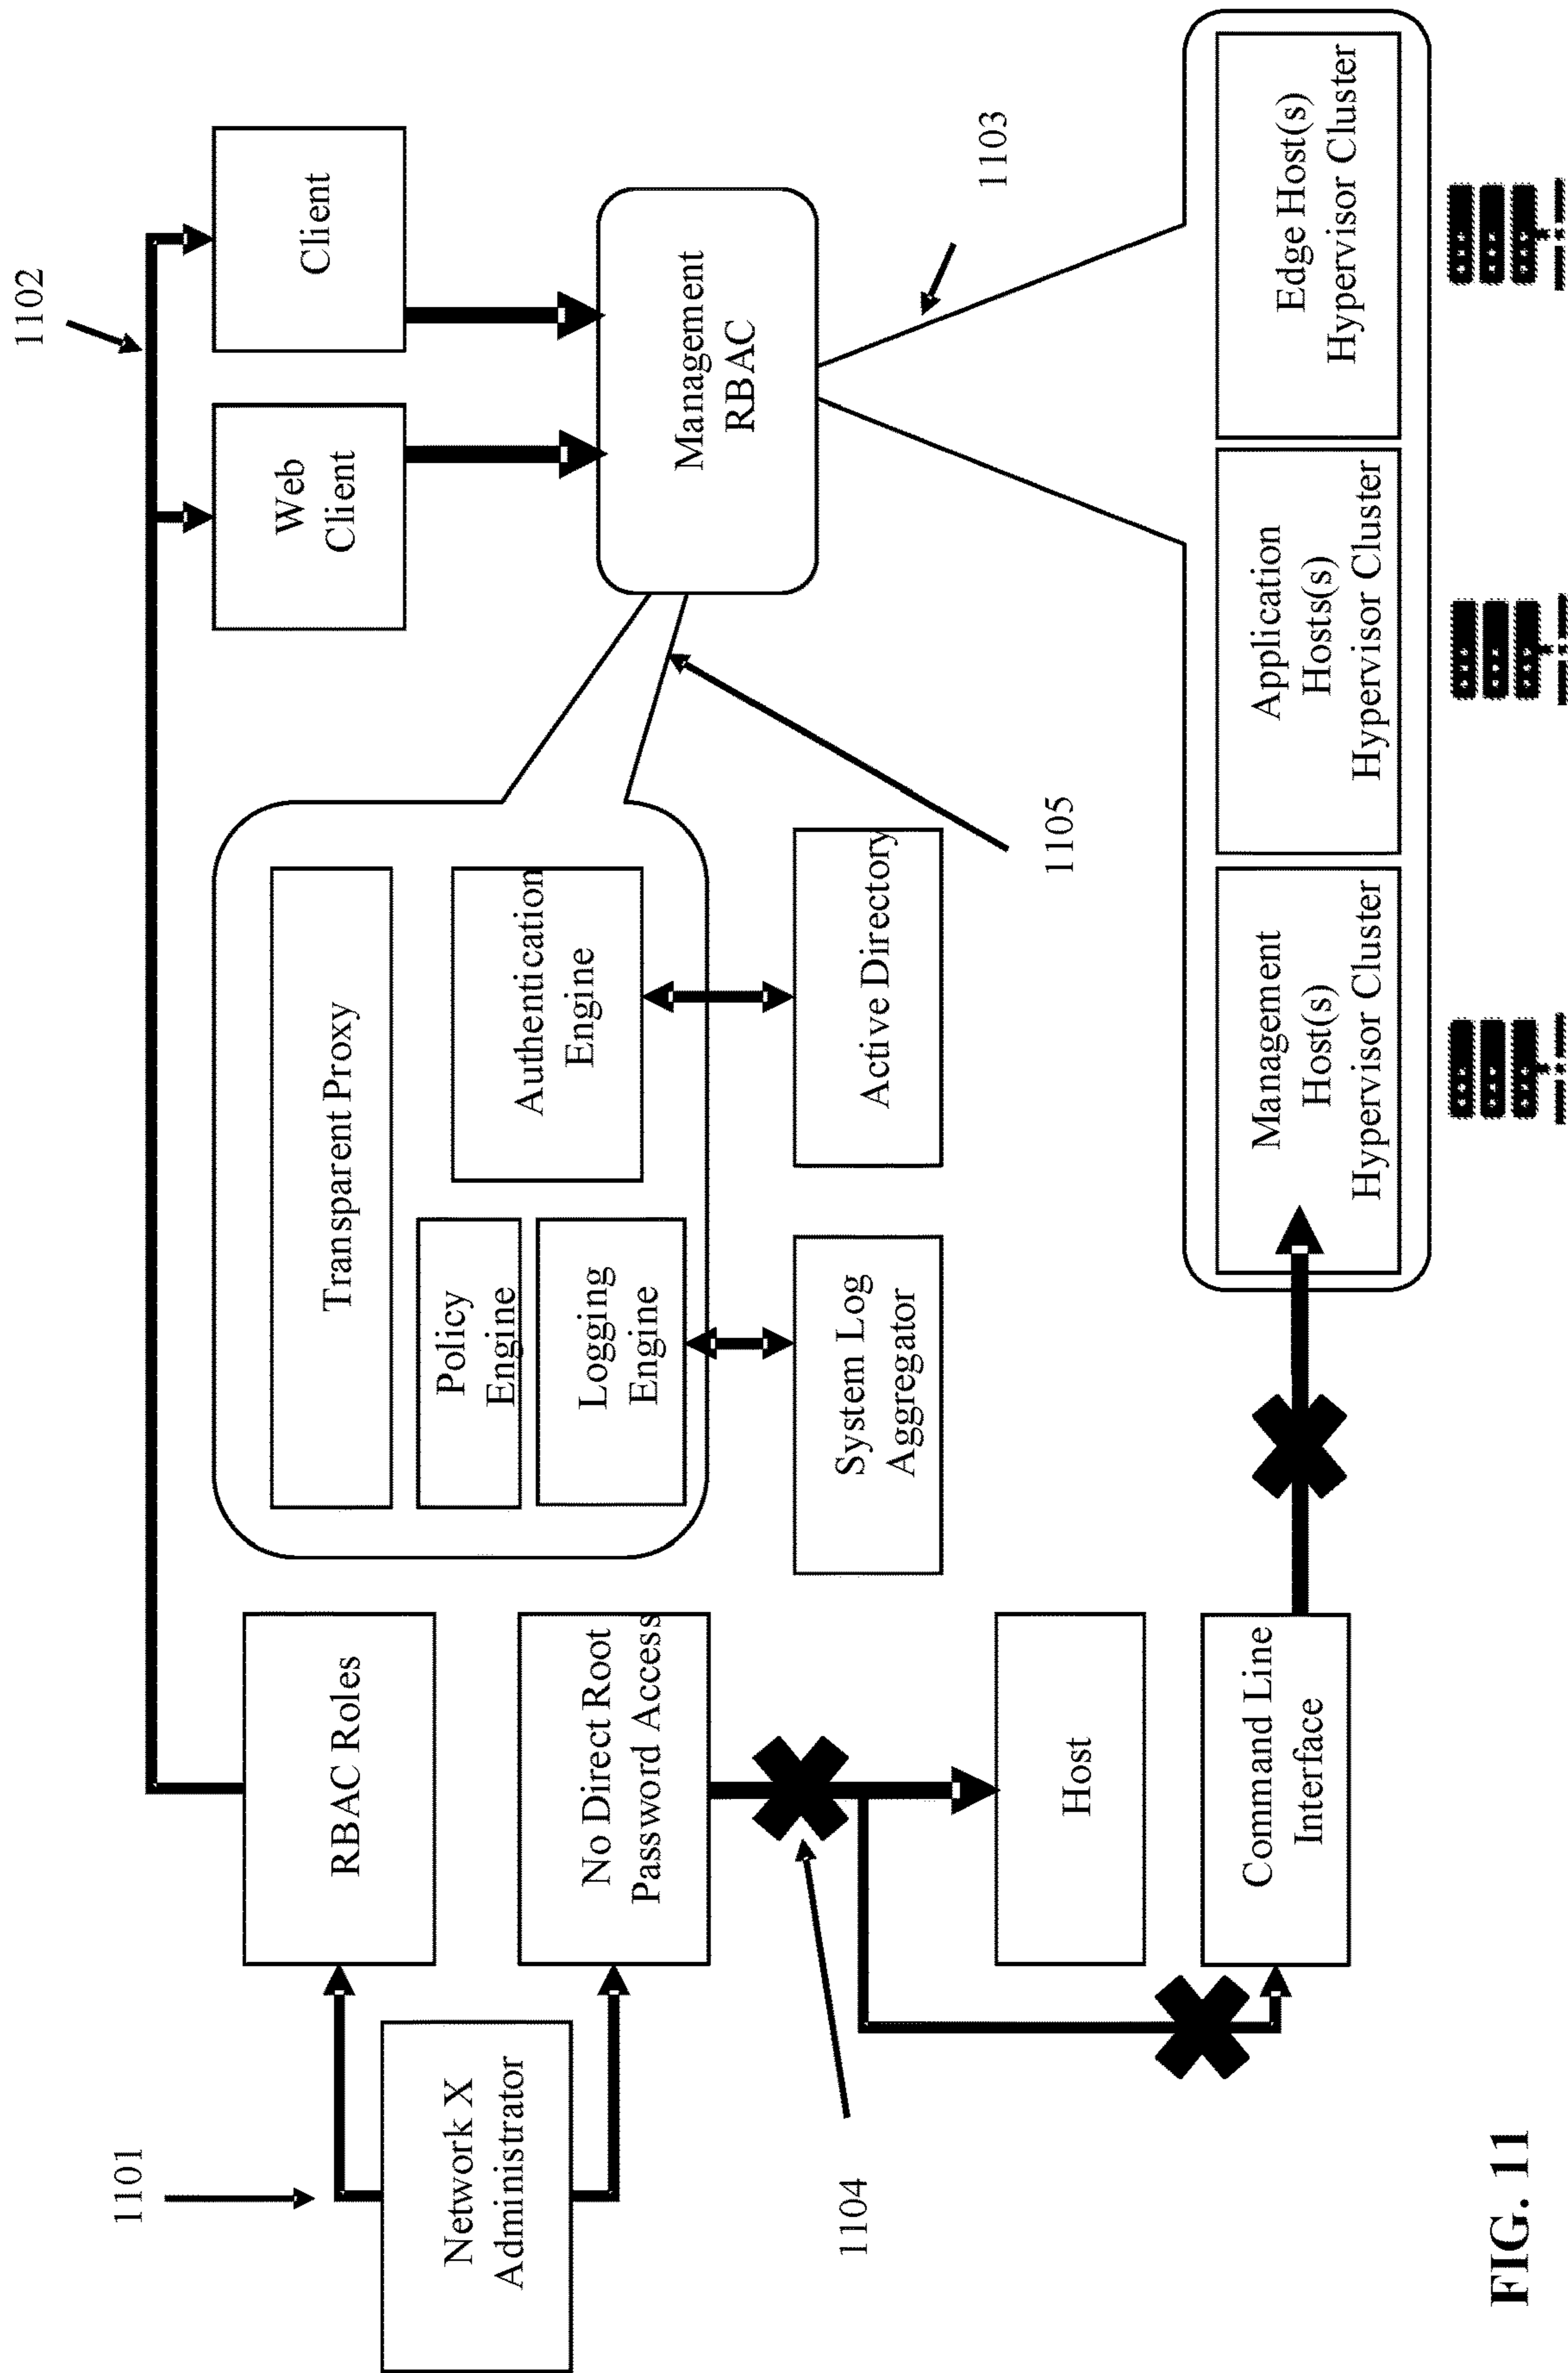 1101
Network X
Administrator
RBAC Roles
No Direct Root
Password Access
1104
Host
Command Line
Interface
1102
Web
Client
Client
Management
RBAC
1105
Transparent Proxy
Policy
Engine
Logging
Engine
Authentication
Engine
System Log
Aggregator
Active Directory
1103
Management
Host(s)
Hypervisor Cluster
Application
Hosts(s)
Hypervisor Cluster
Edge Host(s)
Hypervisor Cluster
FIG. 11